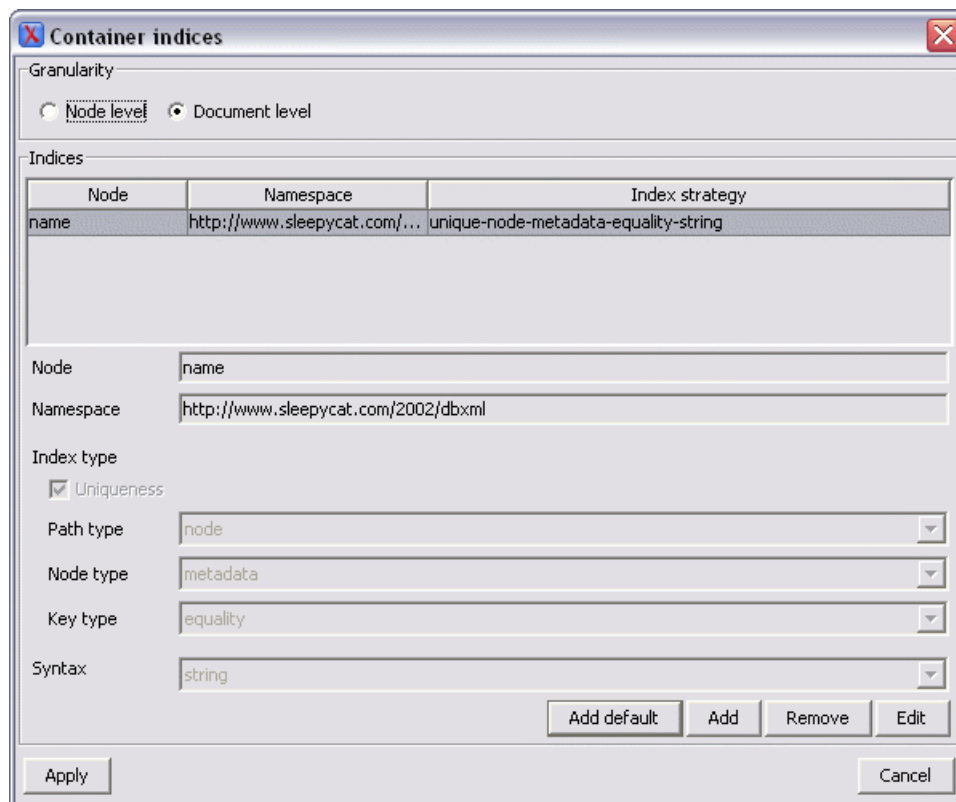 Container indices
Granularity
Node level Document level
Indices
Node Namespace Index strategy
name http://www.sleepycat.com/... unique-node-metadata-equality-string
Node name
Namespace http://www.sleepycat.com/2002/dbxml
Index type
Uniqueness
Path type node
Node type metadata
Key type equality
Syntax string
Add default Add Remove Edit
Apply Cancel